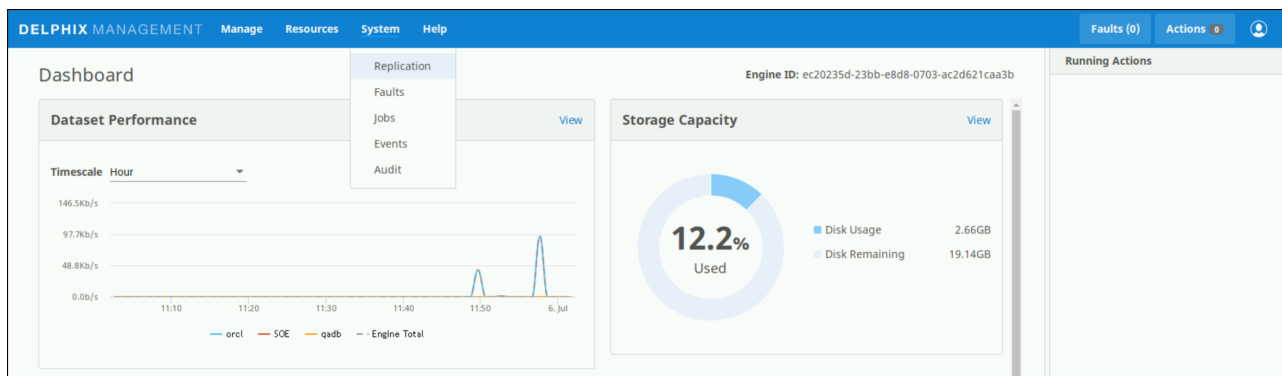 DELPHIX MANAGEMENT Manage Resources System Help Faults (0) Actions 0
Replication
Faults
Jobs
Events
Audit
Dashboard
Engine ID: ec20235d-23bb-e8d8-0703-ac2d621caa3b
Running Actions
Dataset Performance View
Timescale Hour
146.5Kb/s
97.7Kb/s
48.8Kb/s
0.0b/s
11:10 11:20 11:30 11:40 11:50 6. Jul
orcl SOE qadb Engine Total
Storage Capacity View
12.2%
Used
Disk Usage 2.66GB
Disk Remaining 19.14GB